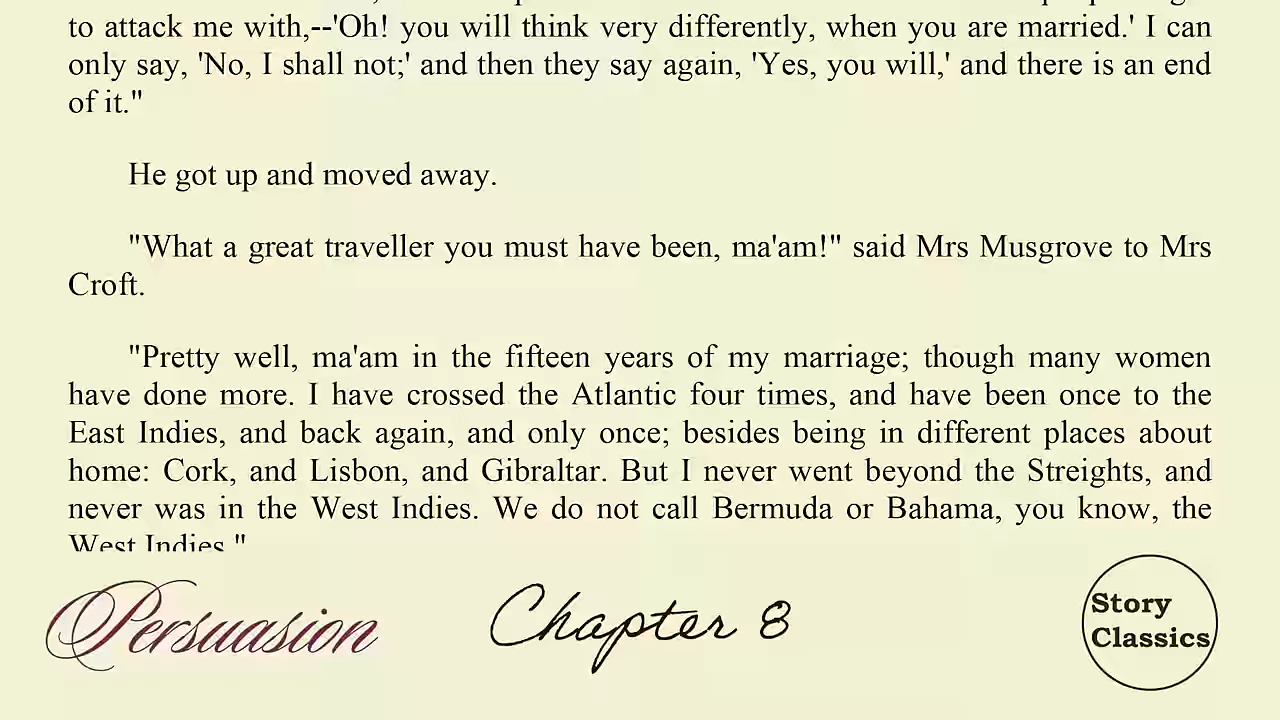 to attack me with,--'Oh! you will think very differently, when you are married.' I can
only say, 'No, I shall not;' and then they say again, 'Yes, you will,' and there is an end
of it."
He got up and moved away.
"What a great traveller you must have been, ma'am!" said Mrs Musgrove to Mrs
Croft.
"Pretty well, ma'am in the fifteen years of my marriage; though many women
have done more. I have crossed the Atlantic four times, and have been once to the
East Indies, and back again, and only once; besides being in different places about
home: Cork, and Lisbon, and Gibraltar. But I never went beyond the Streights, and
never was in the West Indies. We do not call Bermuda or Bahama, you know, the
West Indies."
Persuasion
Chapter 8
Story
Classics